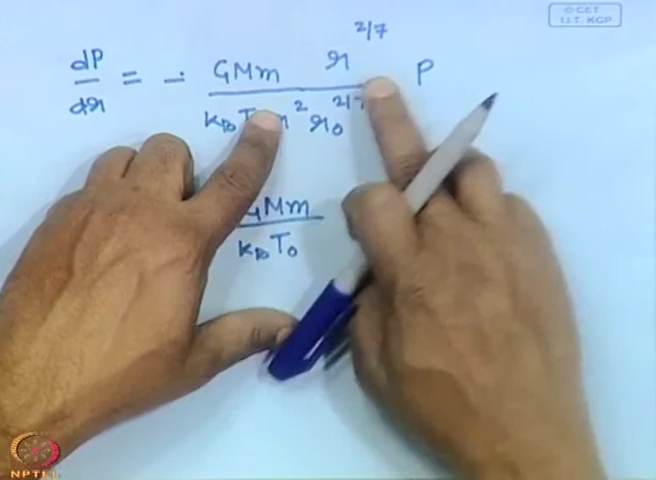 © CET
I.I.T. KGP
dP/dr = - · GMm r^2/7 / k_B T r^2 r_0^2/7 P
GMm / k_B T_0
NPTEL